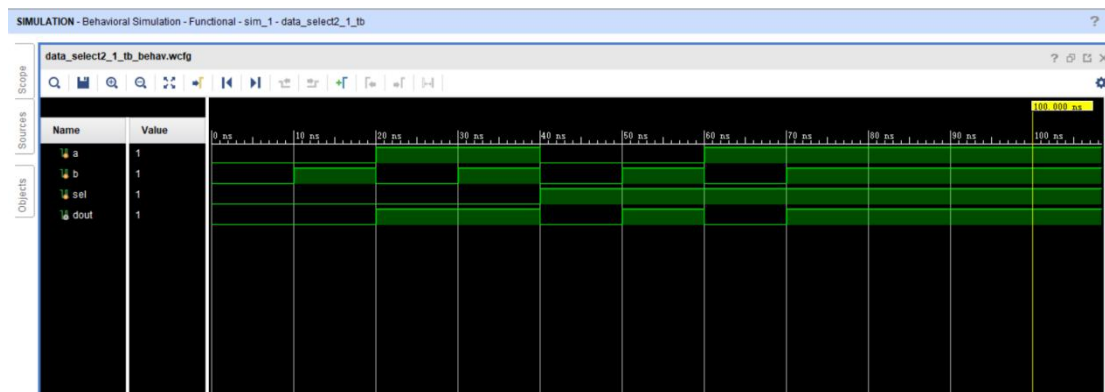 SIMULATION - Behavioral Simulation - Functional - sim_1 - data_select2_1_tb ?
data_select2_1_tb_behav.wcfg ?
Scope
Sources
Objects
100.000 ns
Name Value 0 ns 10 ns 20 ns 30 ns 40 ns 50 ns 60 ns 70 ns 80 ns 90 ns 100 ns
a 1
b 1
sel 1
dout 1